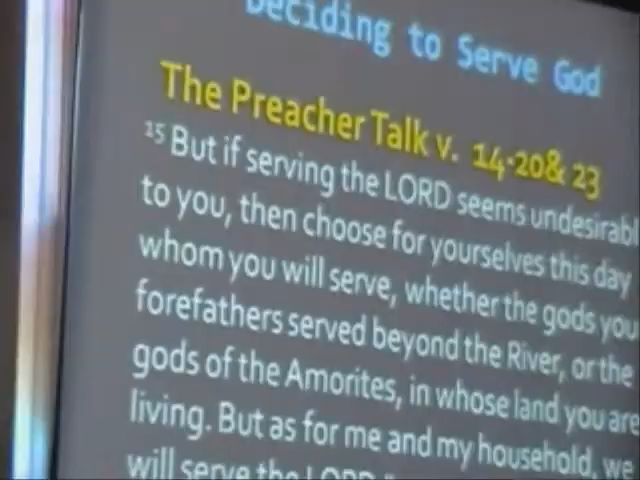 Deciding to Serve God
The Preacher Talk v. 14-20& 23
15 But if serving the LORD seems undesirabl
to you, then choose for yourselves this day
whom you will serve, whether the gods you
forefathers served beyond the River, or the
gods of the Amorites, in whose land you are
living. But as for me and my household, we
will serve the LORD."